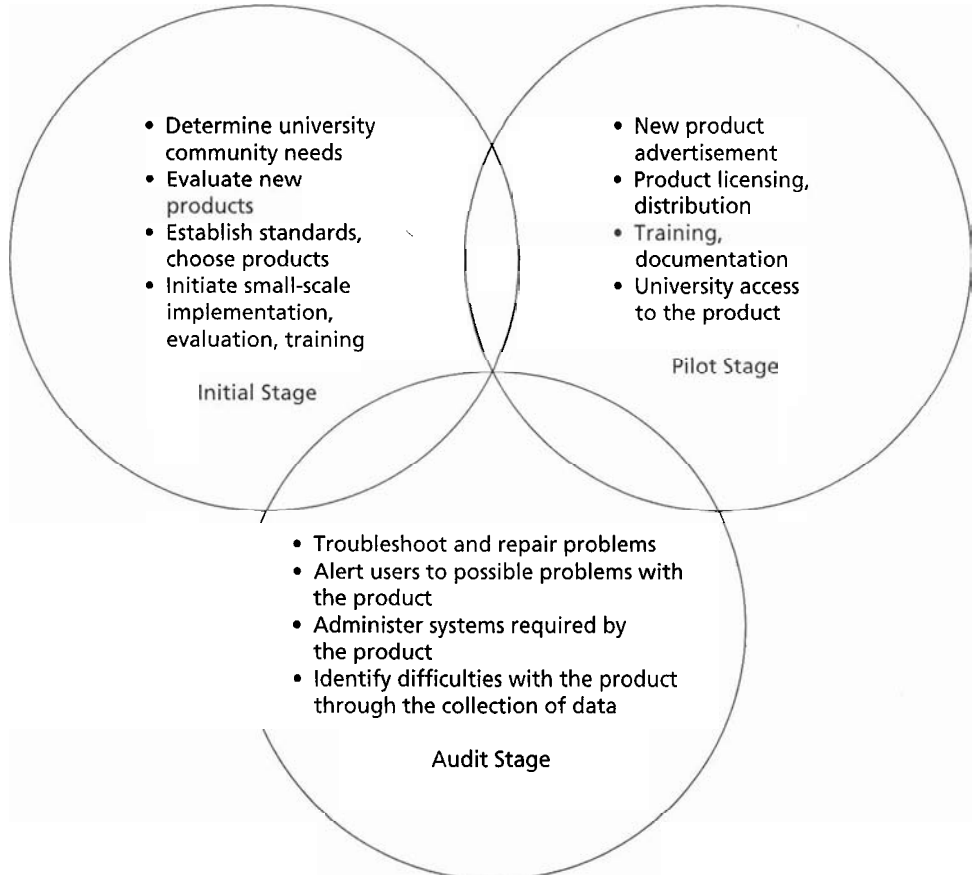 • Determine university
community needs
• Evaluate new
products
• Establish standards,
choose products
• Initiate small-scale
implementation,
evaluation, training
Initial Stage
• New product
advertisement
• Product licensing,
distribution
• Training,
documentation
• University access
to the product
Pilot Stage
• Troubleshoot and repair problems
• Alert users to possible problems with
the product
• Administer systems required by
the product
• Identify difficulties with the product
through the collection of data
Audit Stage